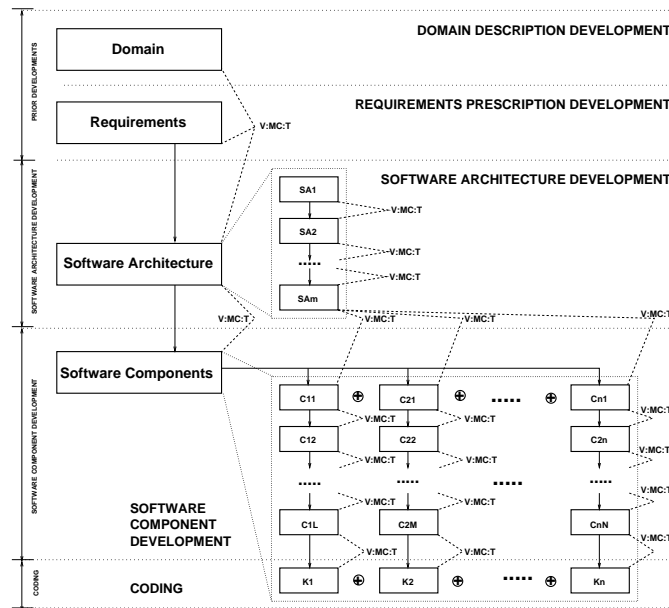 DOMAIN DESCRIPTION DEVELOPMENT
Domain
PRIOR DEVELOPMENTS
REQUIREMENTS PRESCRIPTION DEVELOPMENT
Requirements
V:MC:T
SOFTWARE ARCHITECTURE DEVELOPMENT
SOFTWARE ARCHITECTURE DEVELOPMENT
SA1
V:MC:T
SA2
V:MC:T
.....
Software Architecture
V:MC:T
SAm
V:MC:T
V:MC:T
V:MC:T
V:MC:T
SOFTWARE COMPONENT DEVELOPMENT
Software Components
C11 ⊕ C21 ⊕ ..... ⊕ Cn1
V:MC:T V:MC:T V:MC:T
C12 C22 C2n
V:MC:T V:MC:T V:MC:T
..... ..... ..... .....
V:MC:T V:MC:T V:MC:T
SOFTWARE
COMPONENT
DEVELOPMENT
C1L C2M CnN
V:MC:T V:MC:T V:MC:T
CODING
CODING
K1 ⊕ K2 ⊕ ..... ⊕ Kn